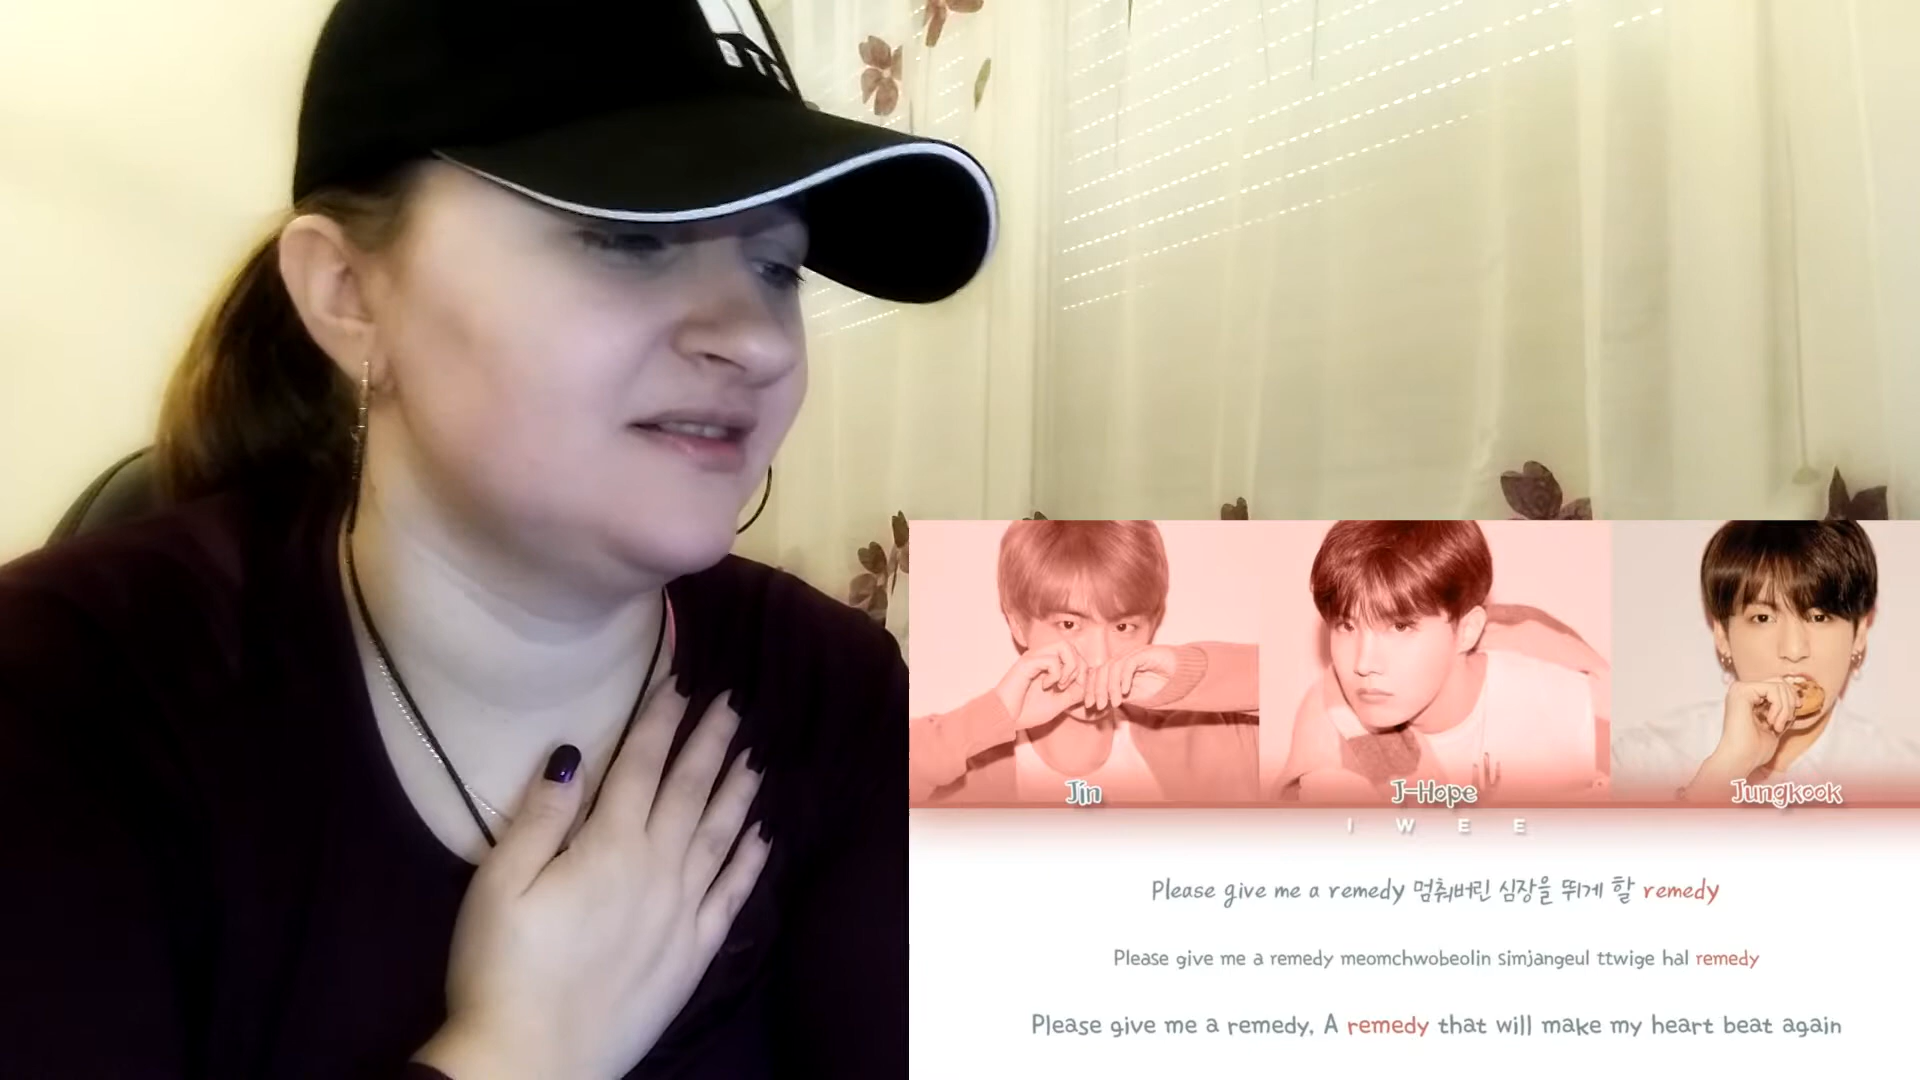 BTS
Jin
J-Hope
Jungkook
I W E E
Please give me a remedy 멈춰버린 심장을 뛰게 할 remedy
Please give me a remedy meomchwobeolin simjangeul ttwige hal remedy
Please give me a remedy, A remedy that will make my heart beat again